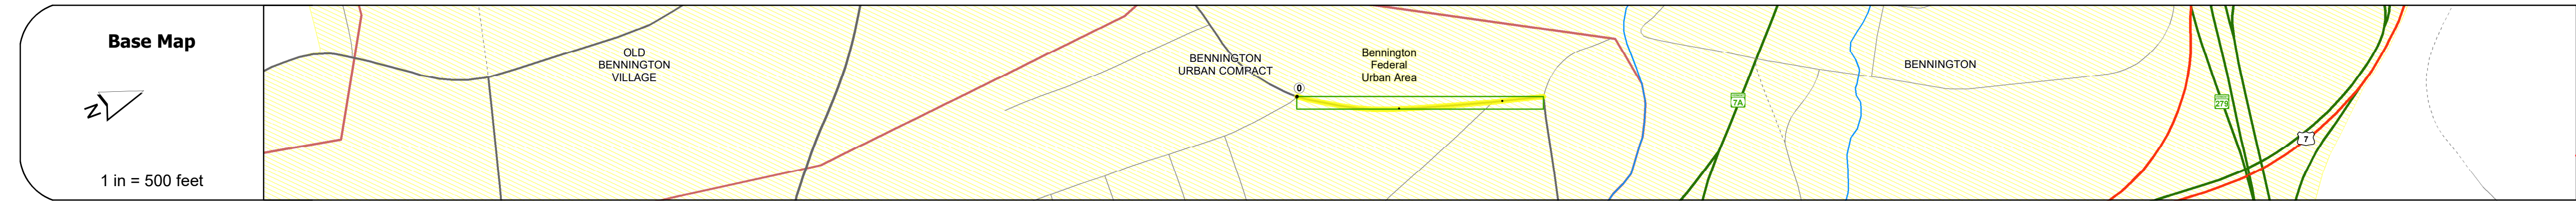 Base Map
N
1 in = 500 feet
OLD
BENNINGTON
VILLAGE
BENNINGTON
URBAN COMPACT
0
Bennington
Federal
Urban Area
7A
BENNINGTON
279
7